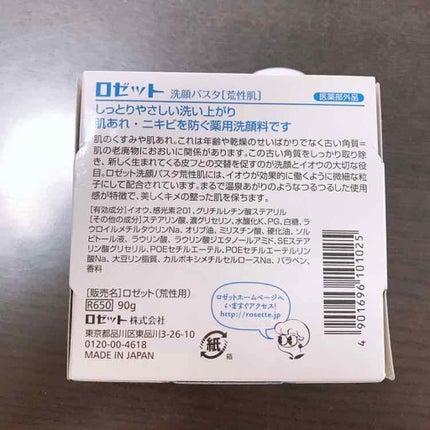 ロゼット 洗顔パスタ[荒性肌] 医薬部外品
しっとりやさしい洗い上がり
肌あれ・ニキビを防ぐ薬用洗顔料です
肌のくすみや肌あれ。これは年齢や乾燥のせいばかりでなく古い角質=
肌の老廃物におおいに関係があります。この古い角質をしっかり取り除
き、新しく生まれてくる皮フとの交替を促すのが洗顔とイオウの大切な役
目。ロゼット洗顔パスタ荒性肌には、イオウが効果的に働くように微細な粒
子にして配合されています。まるで温泉あがりのようなつるつるした使用
感が特徴で、美しくキメの整った肌を保ちます。
[有効成分]イオウ、感光素201、グリチルレチン酸ステアリル
[その他の成分]ステアリン酸、濃グリセリン、水酸化K、PG、白糖、ラ
ウロイルメチルタウリンNa、オリブ油、ミリスチン酸、硬化油、ソル
ビトール液、ラウリン酸、ラウリン酸ジエタノールアミド、SEステア
リン酸グリセリル、POEセチルエーテル、POEセチルエーテルリ
ン酸Na、大豆リン脂質、カルボキシメチルセルロースNa、パラベン、
香料
[販売名]ロゼット(荒性用)
R650 90g
ロゼット株式会社
東京都品川区東品川3-26-10
0120-00-4618
MADE IN JAPAN
ロゼットホームページへ
いますぐアクセス!
http://rosette.jp
紙
箱
4901696101025